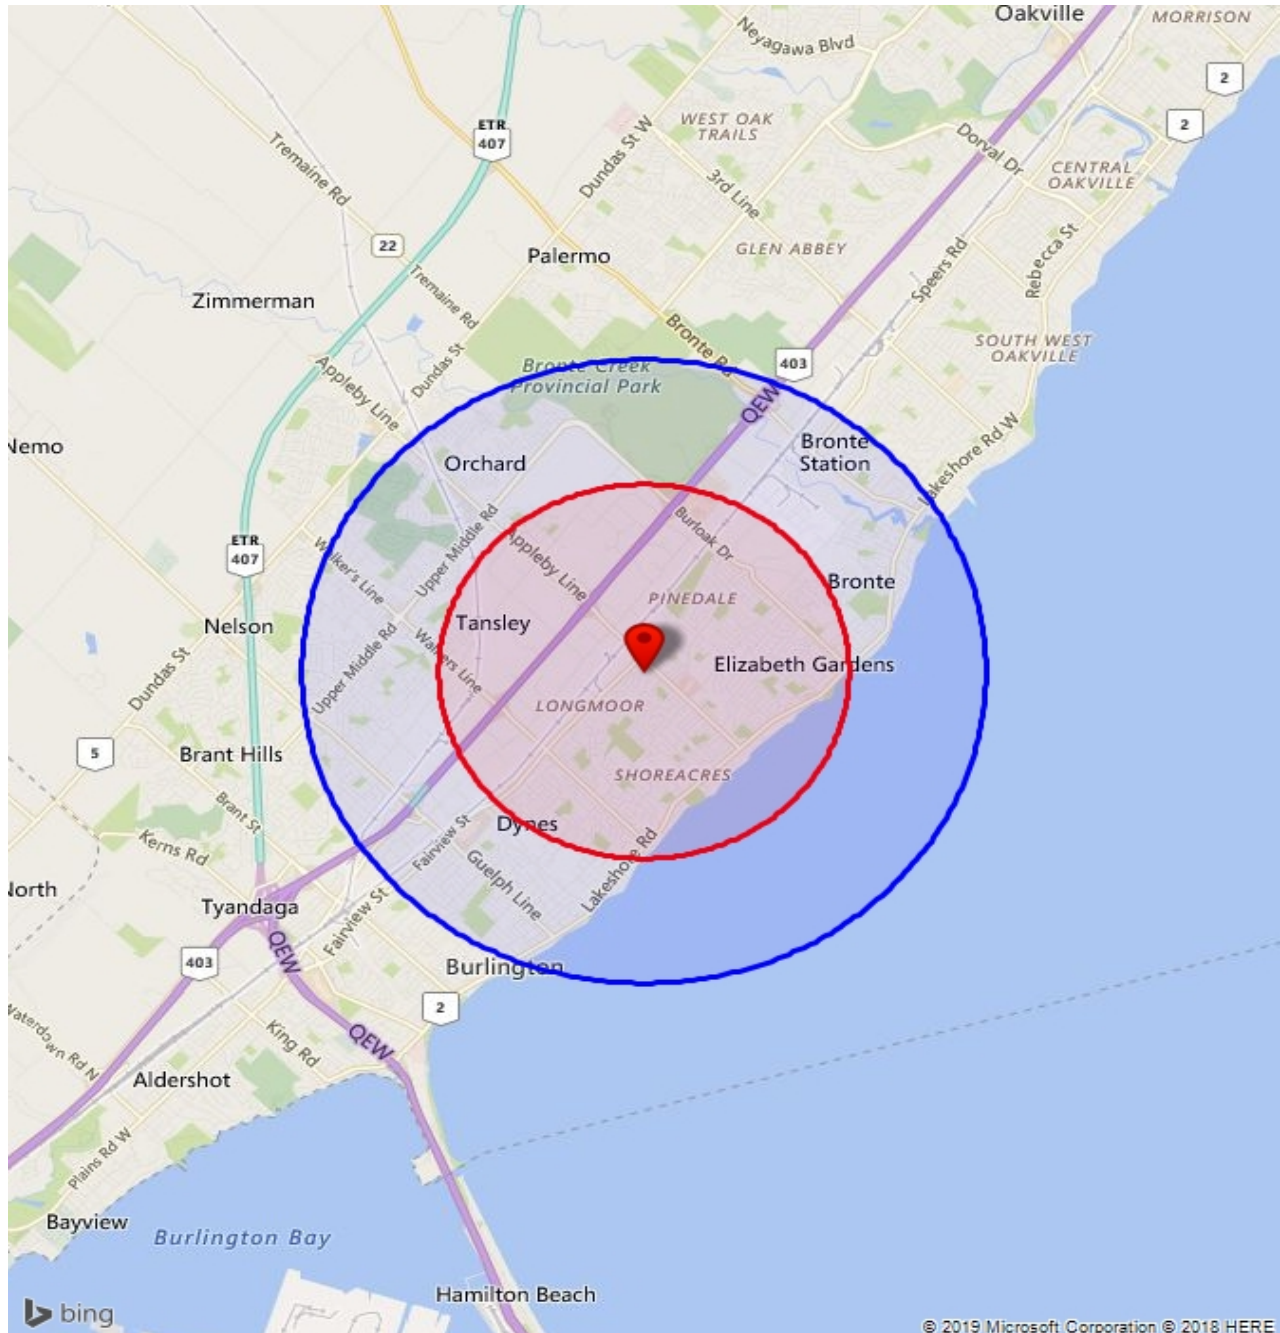 Oakville
MORRISON
Neyagawa Blvd
2
ETR
407
WEST OAK
TRAILS
2
Dundas St W
Dorval Dr
Tremaine Rd
3rd Line
CENTRAL
OAKVILLE
22
Palermo
GLEN ABBEY
Rebecca St
Speers Rd
Tremaine Rd
Zimmerman
Bronte Rd
SOUTH WEST
OAKVILLE
403
Appleby Line
Dundas St
Bronte Creek
Provincial Park
QEW
Nemo
Orchard
Bronte
Station
Lakeshore Rd W
ETR
407
Walker's Line
Upper Middle Rd
Appleby Line
Burloak Dr
Bronte
PINEDALE
Nelson
Tansley
Upper Middle Rd
Walkers Line
Elizabeth Gardens
Dundas St
LONGMOOR
5
Brant Hills
SHOREACRES
Brant St
Kerns Rd
Dynes
Fairview St
Guelph Line
Lakeshore Rd
North
Tyandaga
Fairview St
403
QEW
Burlington
2
Waterdown Rd N
King Rd
QEW
Aldershot
Plains Rd W
Bayview
Burlington Bay
Hamilton Beach
bing
© 2019 Microsoft Corporation © 2018 HERE